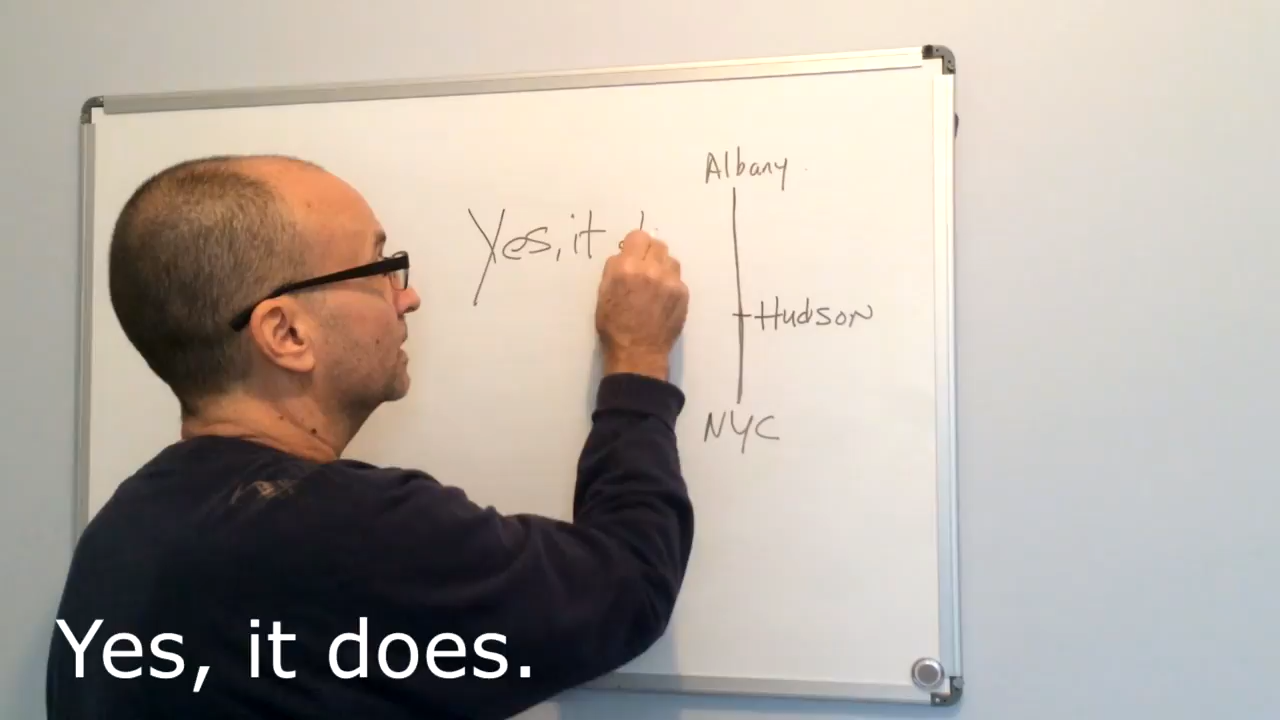 Albany
Yes, it d
Hudson
NYC
Yes, it does.